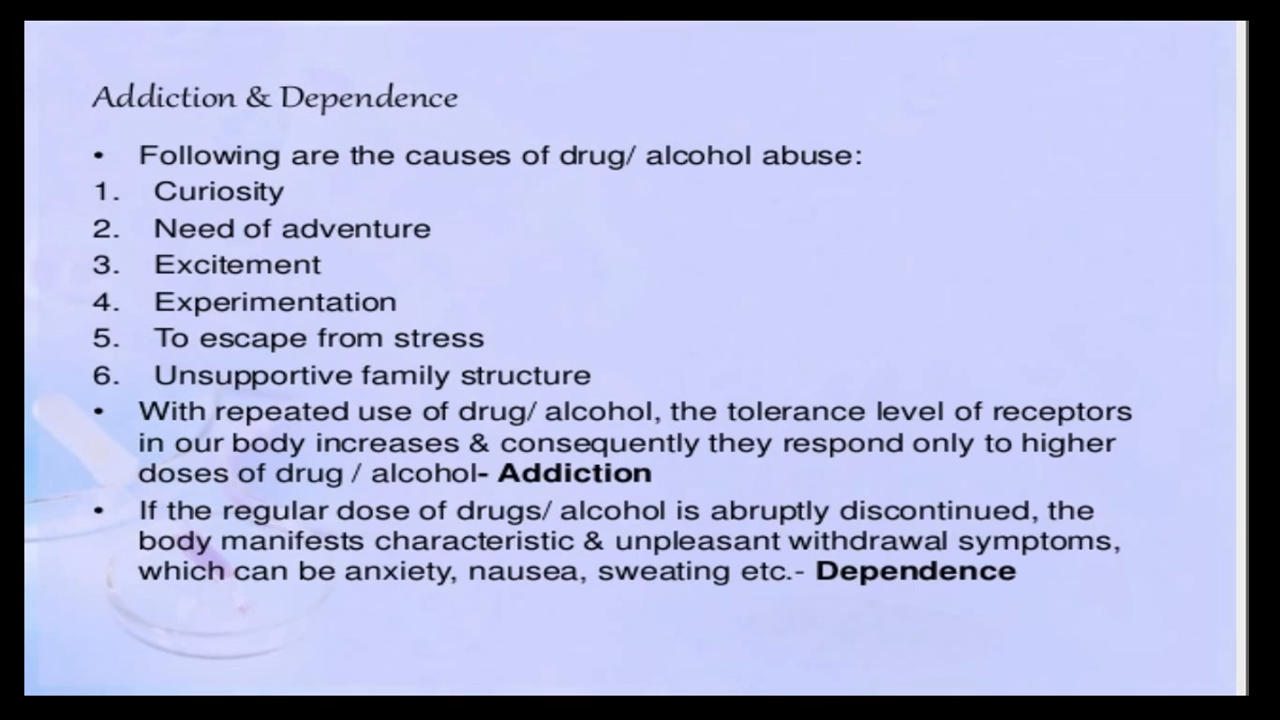 Addiction & Dependence
• Following are the causes of drug/ alcohol abuse:
1. Curiosity
2. Need of adventure
3. Excitement
4. Experimentation
5. To escape from stress
6. Unsupportive family structure
• With repeated use of drug/ alcohol, the tolerance level of receptors
in our body increases & consequently they respond only to higher
doses of drug / alcohol- Addiction
• If the regular dose of drugs/ alcohol is abruptly discontinued, the
body manifests characteristic & unpleasant withdrawal symptoms,
which can be anxiety, nausea, sweating etc.- Dependence